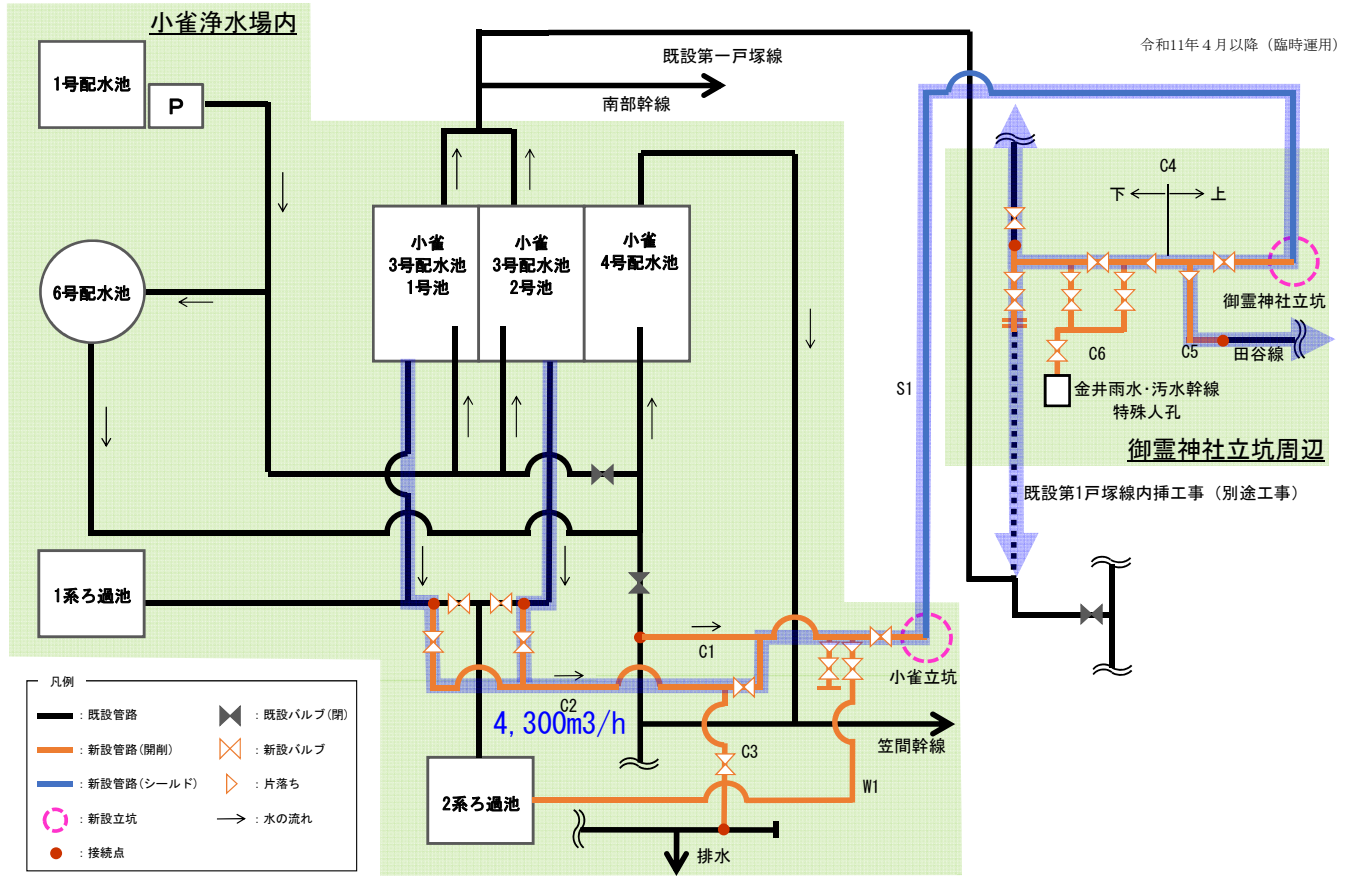 小雀浄水場内
令和11年４月以降（臨時運用）
1号配水池
P
既設第一戸塚線
南部幹線
C4
下
上
小雀
3号配水池
1号池
小雀
3号配水池
2号池
小雀
4号配水池
6号配水池
御霊神社立坑
C5
田谷線
C6
金井雨水・汚水幹線
特殊人孔
S1
御霊神社立坑周辺
既設第1戸塚線内挿工事（別途工事）
1系ろ過池
C1
小雀立坑
C2
4,300m3/h
笠間幹線
C3
W1
2系ろ過池
排水
凡例
：既設管路
：既設バルブ(閉)
：新設管路(開削)
：新設バルブ
：新設管路(シールド)
：片落ち
：新設立坑
：水の流れ
：接続点